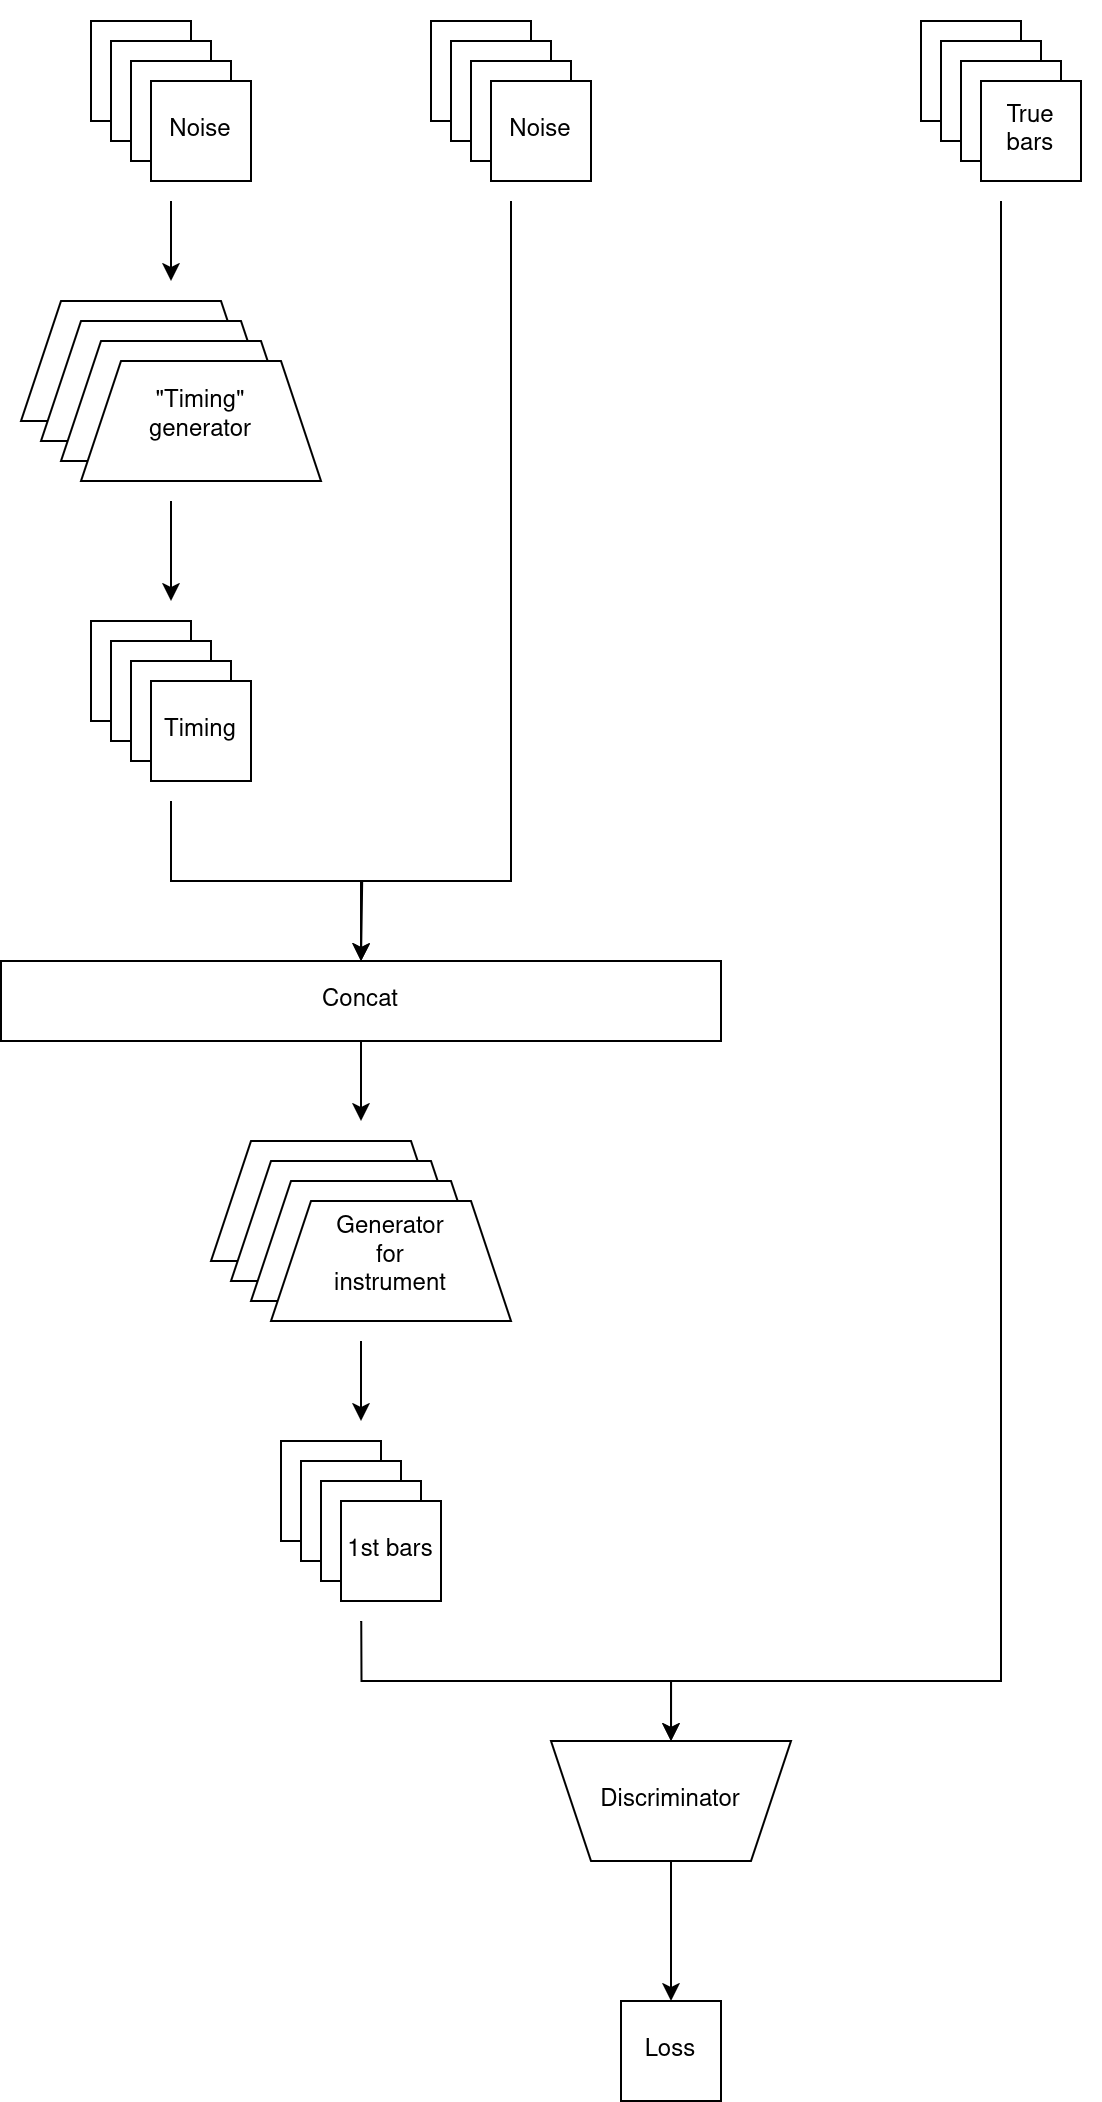 Noise
Noise
True
bars
"Timing"
generator
Timing
Concat
Generator
for
instrument
1st bars
Discriminator
Loss